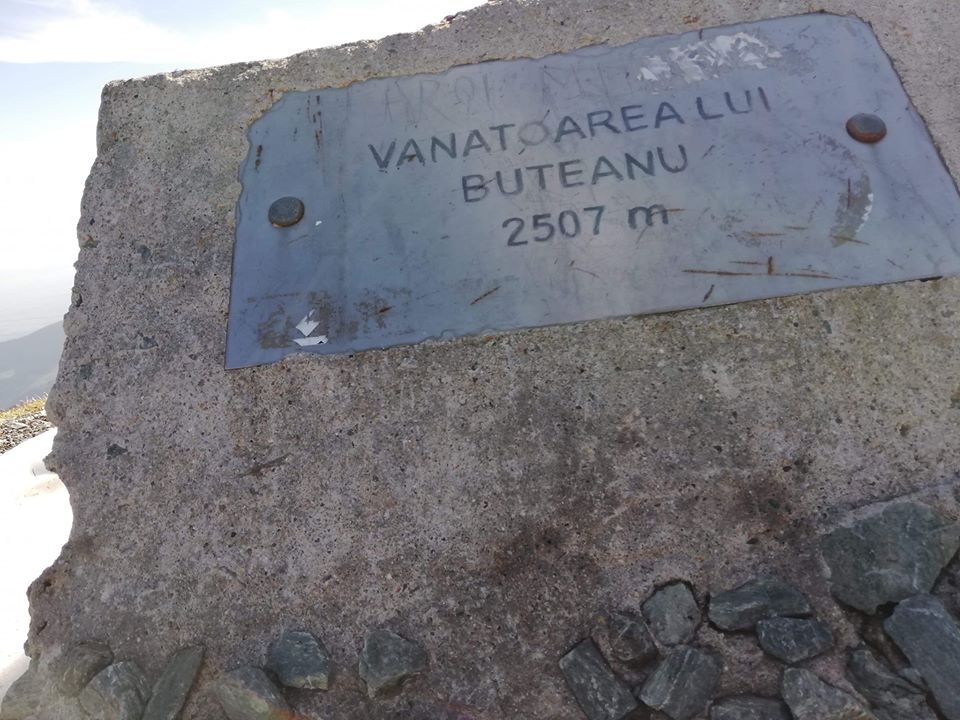 VANATOAREA LUI
BUTEANU
2507 m